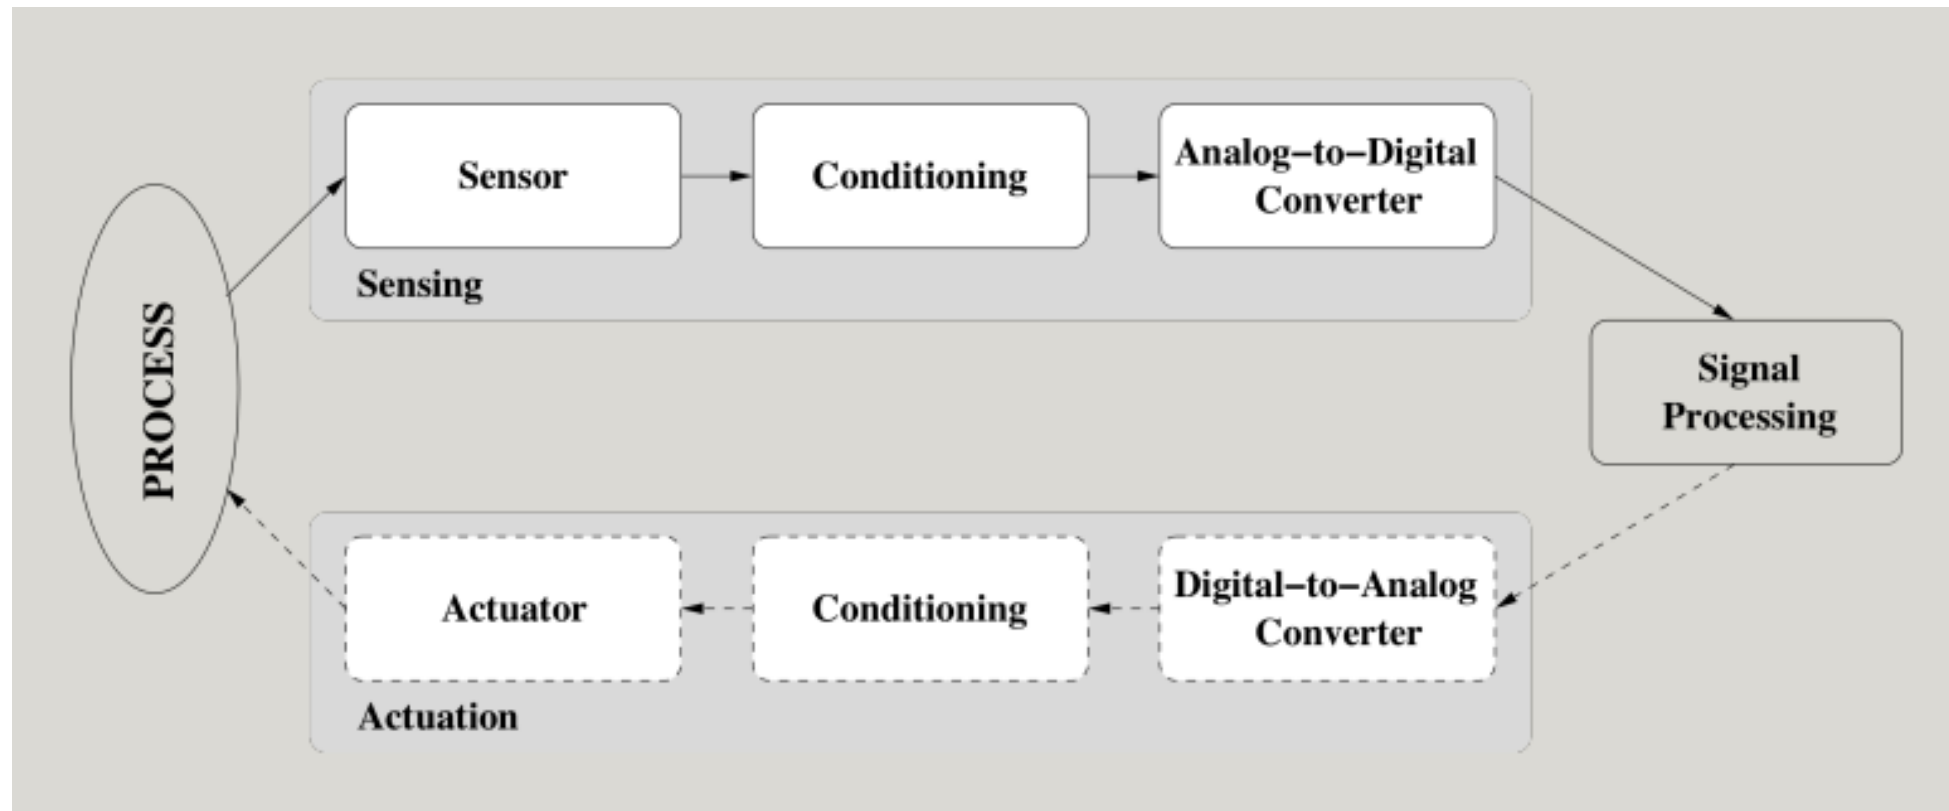 Sensor
Conditioning
Analog-to-Digital
Converter
Sensing
PROCESS
Signal
Processing
Actuator
Conditioning
Digital-to-Analog
Converter
Actuation